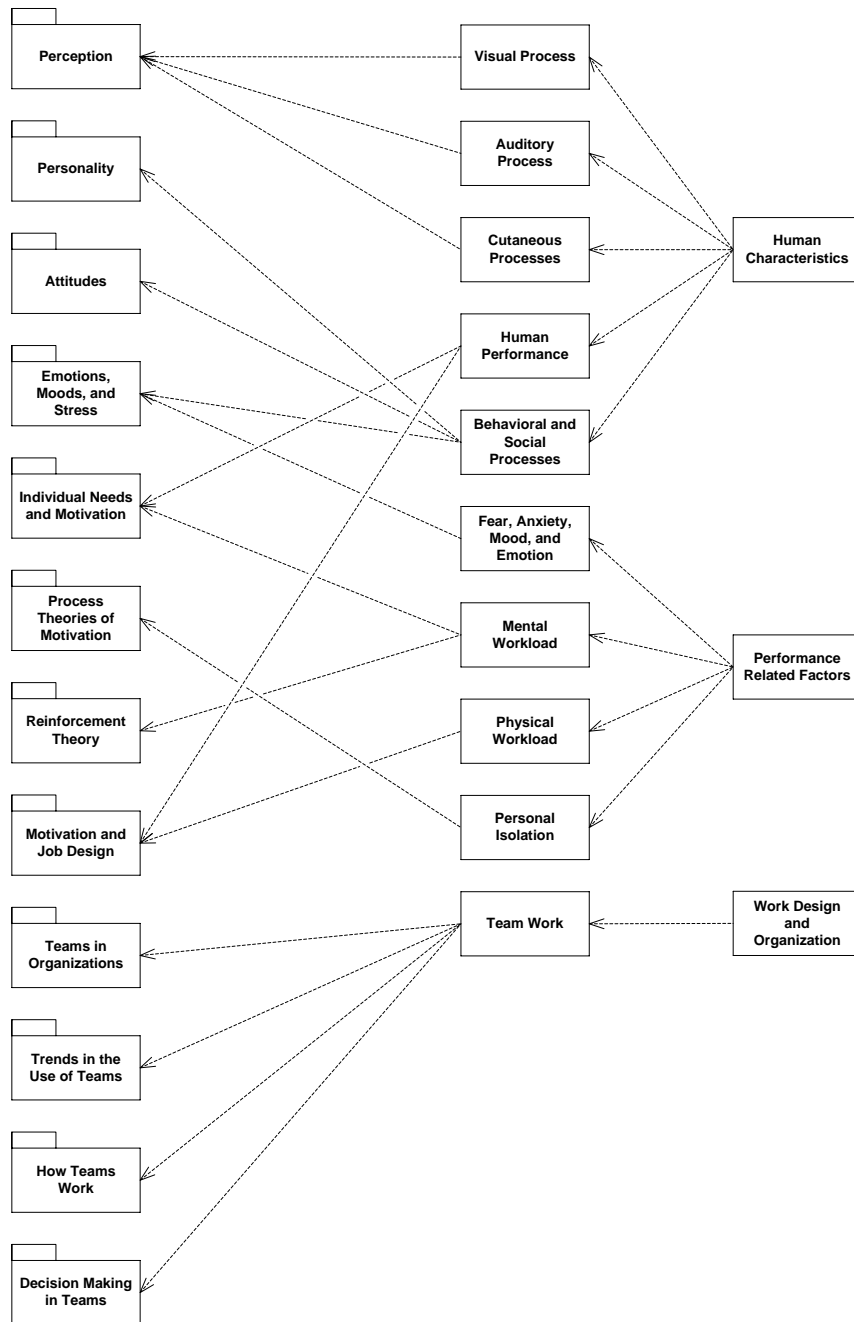 Perception
Personality
Attitudes
Emotions,
Moods, and
Stress
Individual Needs
and Motivation
Process
Theories of
Motivation
Reinforcement
Theory
Motivation and
Job Design
Teams in
Organizations
Trends in the
Use of Teams
How Teams
Work
Decision Making
in Teams
Visual Process
Auditory
Process
Cutaneous
Processes
Human
Performance
Behavioral and
Social
Processes
Fear, Anxiety,
Mood, and
Emotion
Mental
Workload
Physical
Workload
Personal
Isolation
Team Work
Human
Characteristics
Performance
Related Factors
Work Design
and
Organization